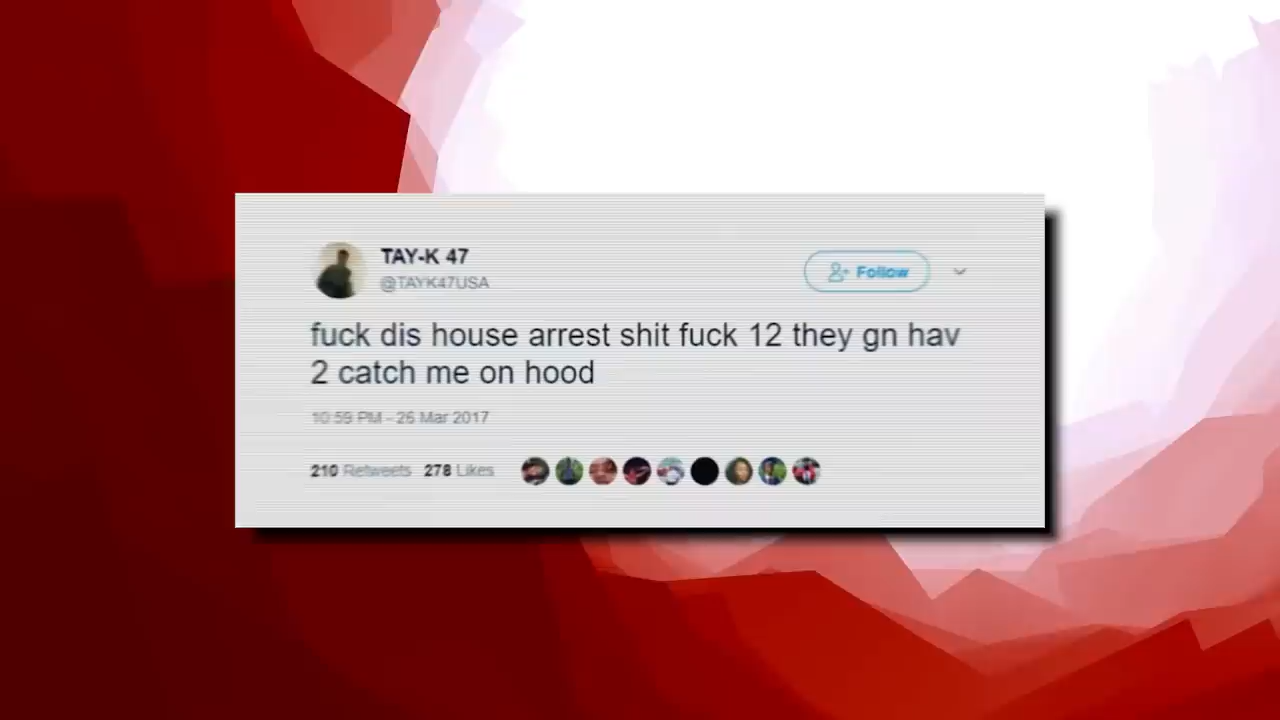 TAY-K 47
@TAYK47USA
Follow
fuck dis house arrest shit fuck 12 they gn hav
2 catch me on hood
10:59 PM - 26 Mar 2017
210 Retweets 278 Likes